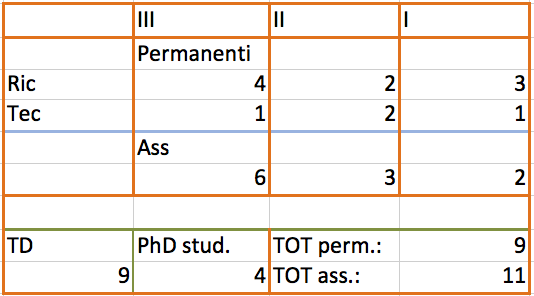 III II I
Permanenti
Ric 4 2 3
Tec 1 2 1
Ass
6 3 2
TD PhD stud. TOT perm.: 9
9 4 TOT ass.: 11